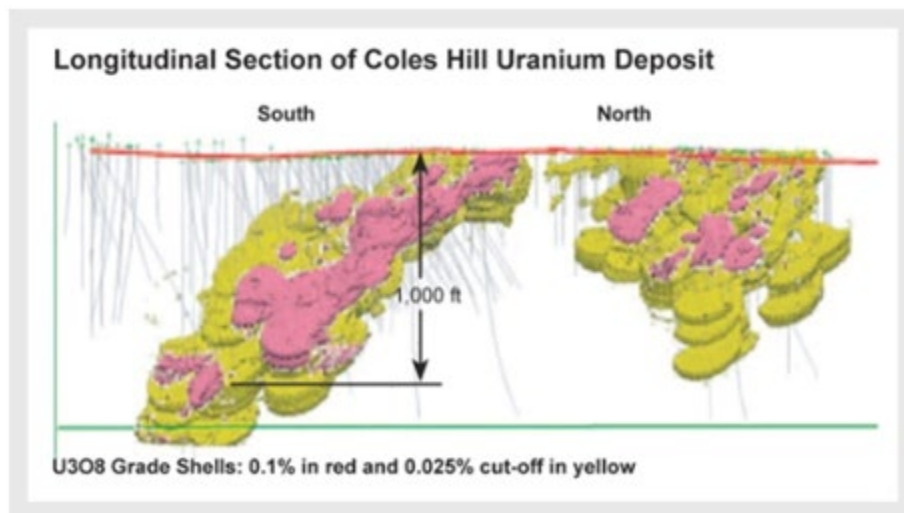 Longitudinal Section of Coles Hill Uranium Deposit
South
North
1,000 ft
U3O8 Grade Shells: 0.1% in red and 0.025% cut-off in yellow